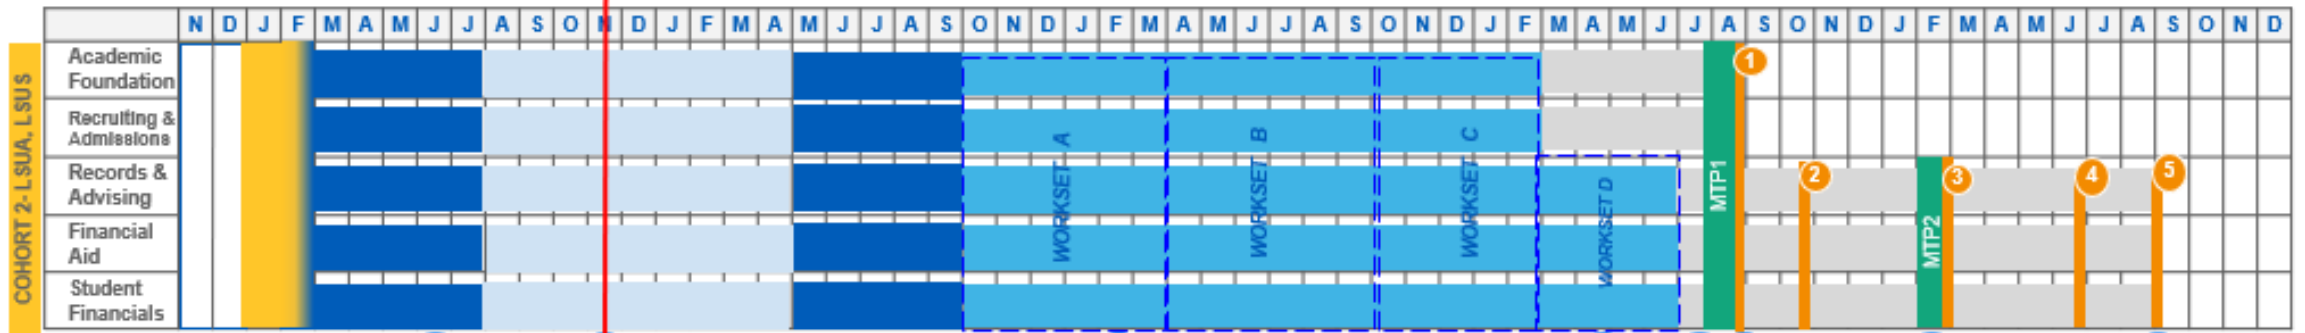 N D J F M A M J J A S O N D J F M A M J J A S O N D J F M A M J J A S O N D J F M A M J J A S O N D J F M A M J J A S O N D
COHORT 2- LSUA, LSUS
Academic
Foundation
Recruiting &
Admissions
Records &
Advising
Financial
Aid
Student
Financials
WORKSET A
WORKSET B
WORKSET C
WORKSET D
MTP1
1
2
MTP2
3
4
5